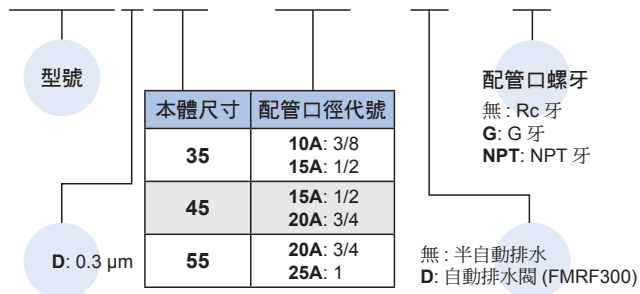 型號
本體尺寸 配管口徑代號
35 10A: 3/8
15A: 1/2
45 15A: 1/2
20A: 3/4
55 20A: 3/4
25A: 1
D: 0.3 μm
配管口螺牙
無 : Rc 牙
G: G 牙
NPT: NPT 牙
無 : 半自動排水
D: 自動排水閥 (FMRF300)